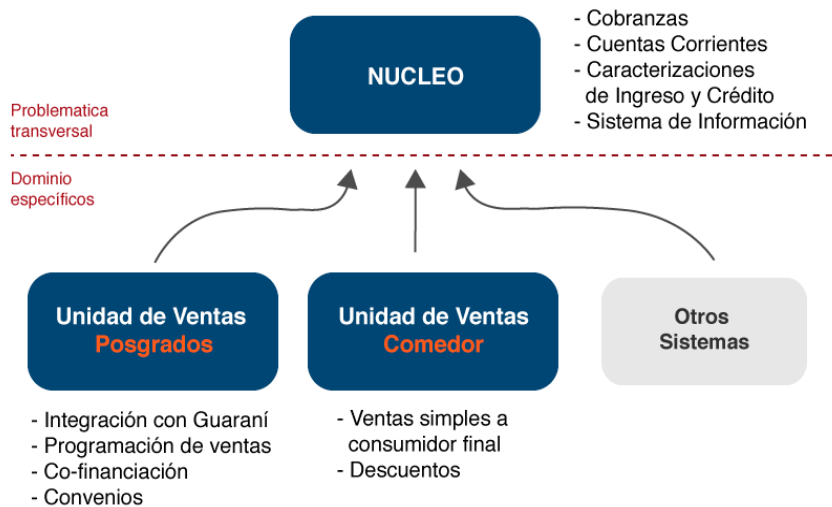 NUCLEO
- Cobranzas
- Cuentas Corrientes
- Caracterizaciones
de Ingreso y Crédito
- Sistema de Información
Problematica
transversal
Dominio
específicos
Unidad de Ventas
Posgrados
- Integración con Guaraní
- Programación de ventas
- Co-financiación
- Convenios
Unidad de Ventas
Comedor
- Ventas simples a
consumidor final
- Descuentos
Otros
Sistemas